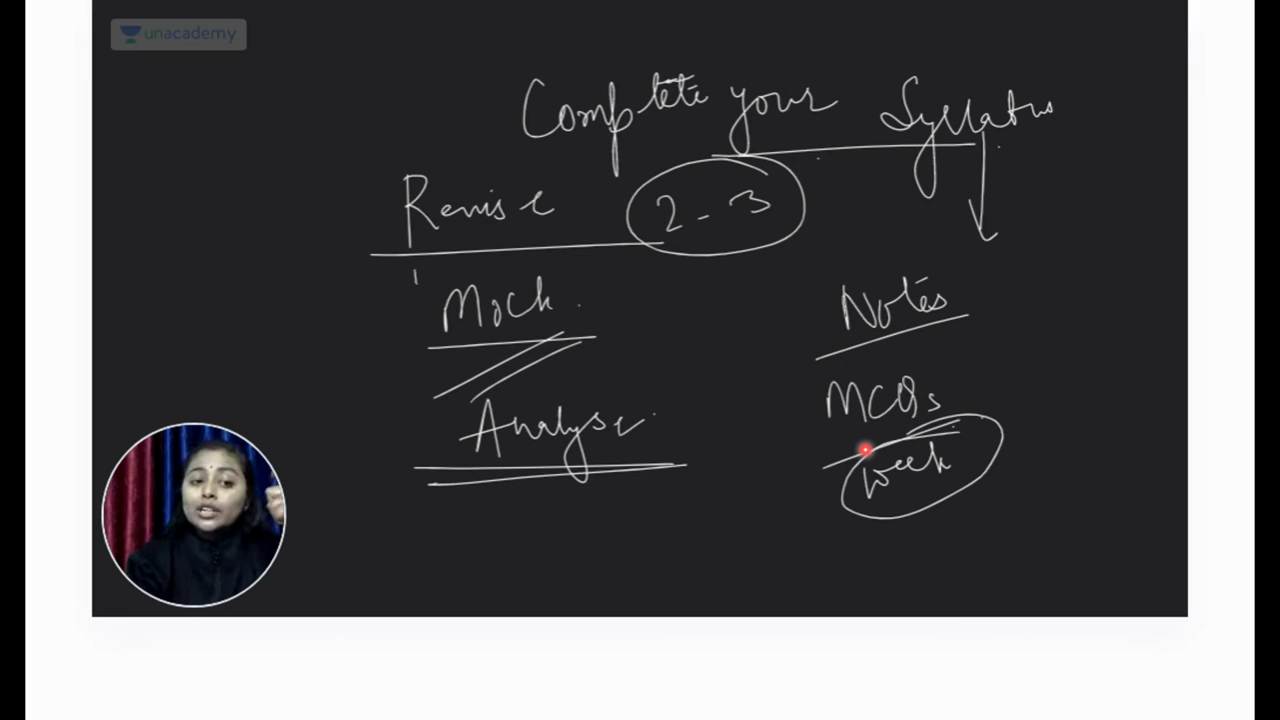 unacademy
Complete your Syllabus
Revise 2-3
Mock.
Notes
Analyse.
MCQs
week